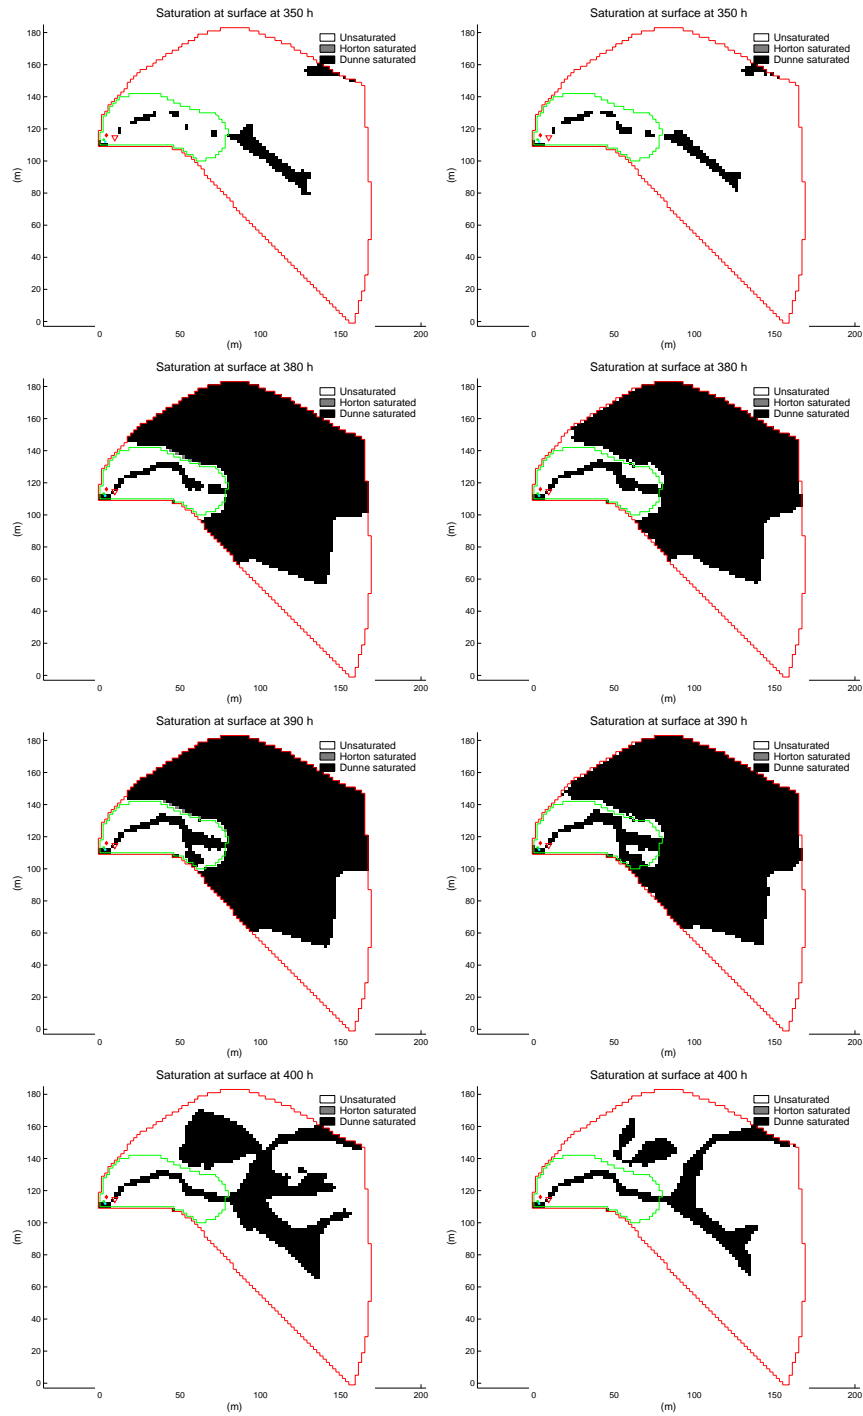 Saturation at surface at 350 h
Unsaturated
Horton saturated
Dunne saturated
180
160
140
120
100
80
60
40
20
0
(m)
0 50 100 150 200
(m)
Saturation at surface at 350 h
Unsaturated
Horton saturated
Dunne saturated
180
160
140
120
100
80
60
40
20
0
(m)
0 50 100 150 200
(m)
Saturation at surface at 380 h
Unsaturated
Horton saturated
Dunne saturated
180
160
140
120
100
80
60
40
20
0
(m)
0 50 100 150 200
(m)
Saturation at surface at 380 h
Unsaturated
Horton saturated
Dunne saturated
180
160
140
120
100
80
60
40
20
0
(m)
0 50 100 150 200
(m)
Saturation at surface at 390 h
Unsaturated
Horton saturated
Dunne saturated
180
160
140
120
100
80
60
40
20
0
(m)
0 50 100 150 200
(m)
Saturation at surface at 390 h
Unsaturated
Horton saturated
Dunne saturated
180
160
140
120
100
80
60
40
20
0
(m)
0 50 100 150 200
(m)
Saturation at surface at 400 h
Unsaturated
Horton saturated
Dunne saturated
180
160
140
120
100
80
60
40
20
0
(m)
0 50 100 150 200
(m)
Saturation at surface at 400 h
Unsaturated
Horton saturated
Dunne saturated
180
160
140
120
100
80
60
40
20
0
(m)
0 50 100 150 200
(m)